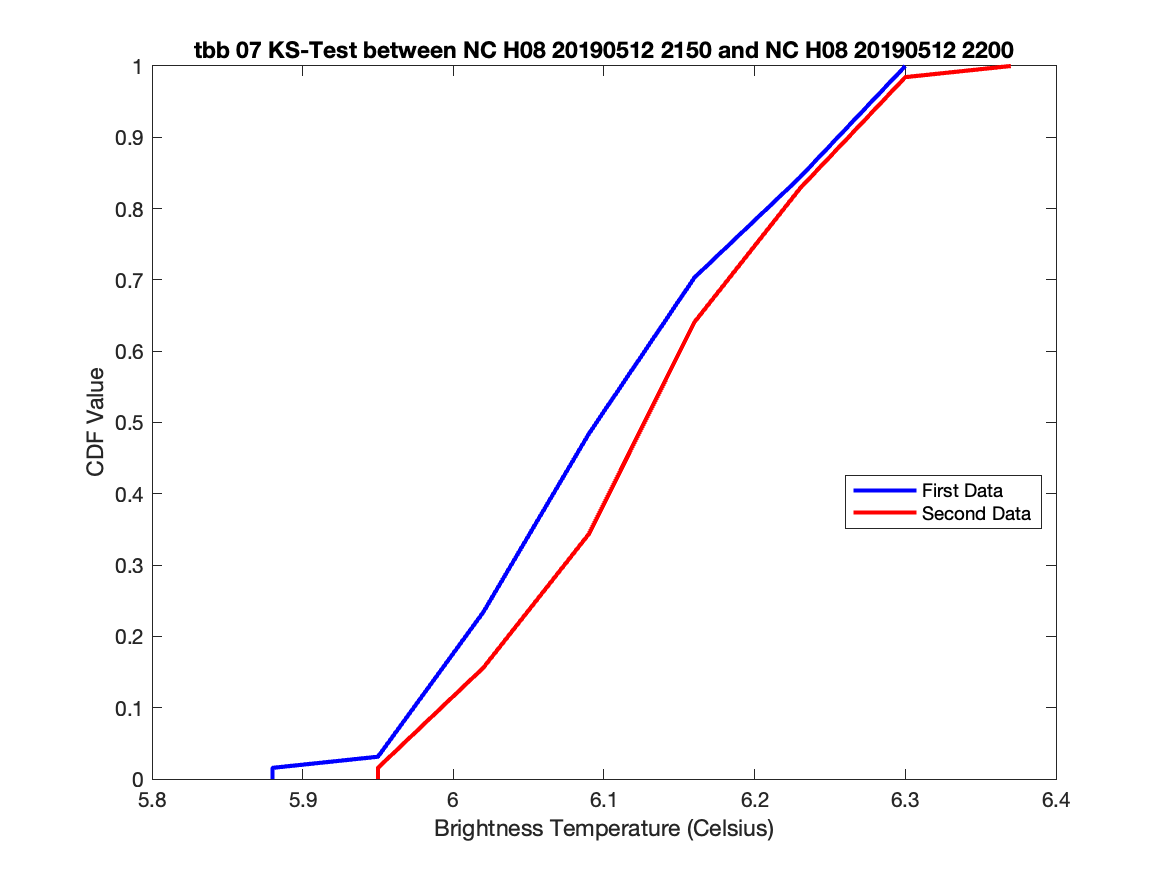 tbb 07 KS-Test between NC H08 20190512 2150 and NC H08 20190512 2200
1
0.9
0.8
0.7
0.6
0.5
0.4
0.3
0.2
0.1
0
CDF Value
First Data
Second Data
5.8 5.9 6 6.1 6.2 6.3 6.4
Brightness Temperature (Celsius)